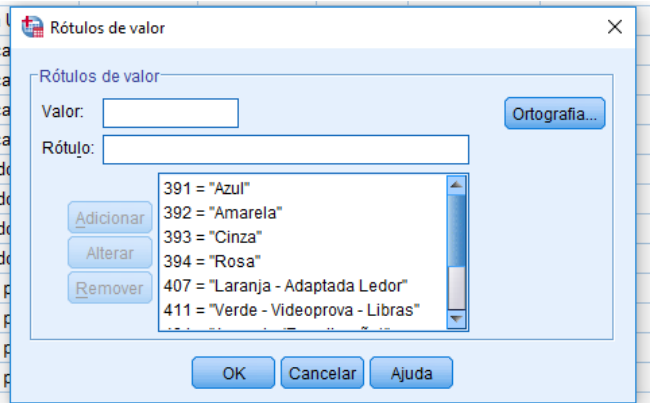 Rótulos de valor
Rótulos de valor
Valor:
Ortografia...
Rótulo:
391 = "Azul"
392 = "Amarela"
393 = "Cinza"
394 = "Rosa"
407 = "Laranja - Adaptada Ledor"
411 = "Verde - Videoprova - Libras"
Adicionar
Alterar
Remover
OK
Cancelar
Ajuda